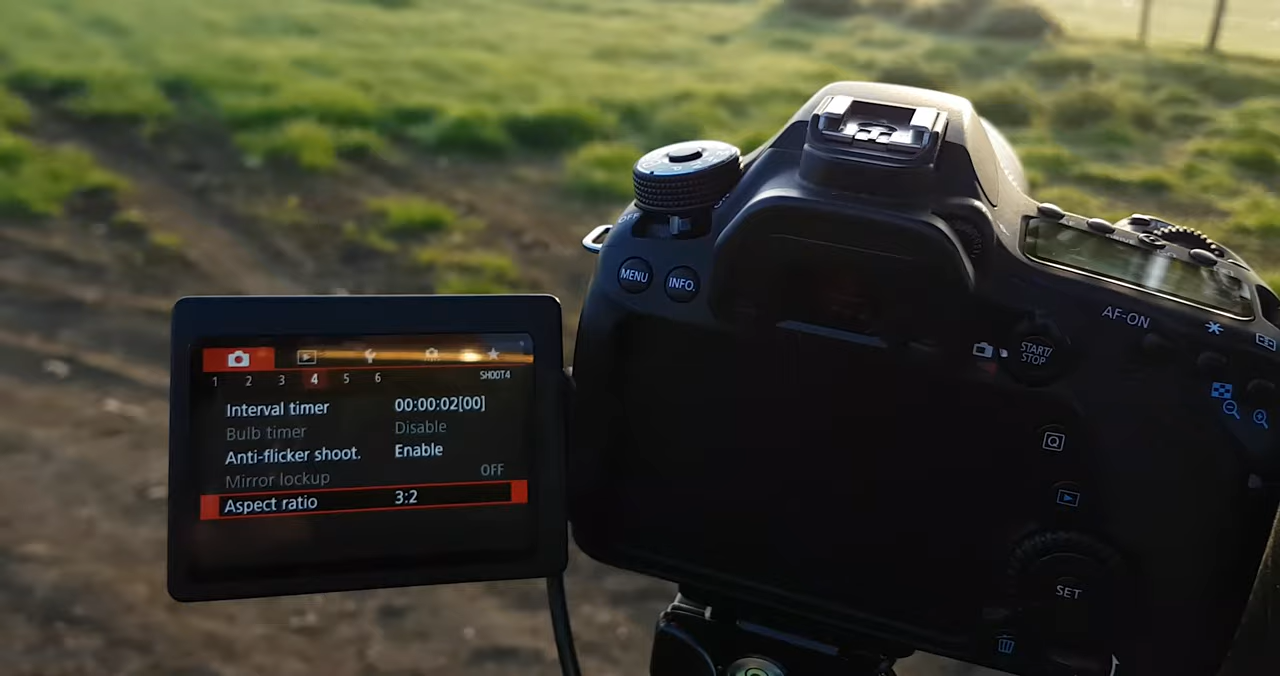 OFF
MENU
INFO.
AF-ON
START/
STOP
1 2 3 4 5 6
SHOOT4
Interval timer 00:00:02[00]
Bulb timer Disable
Anti-flicker shoot. Enable
Mirror lockup OFF
Aspect ratio 3:2
Q
SET